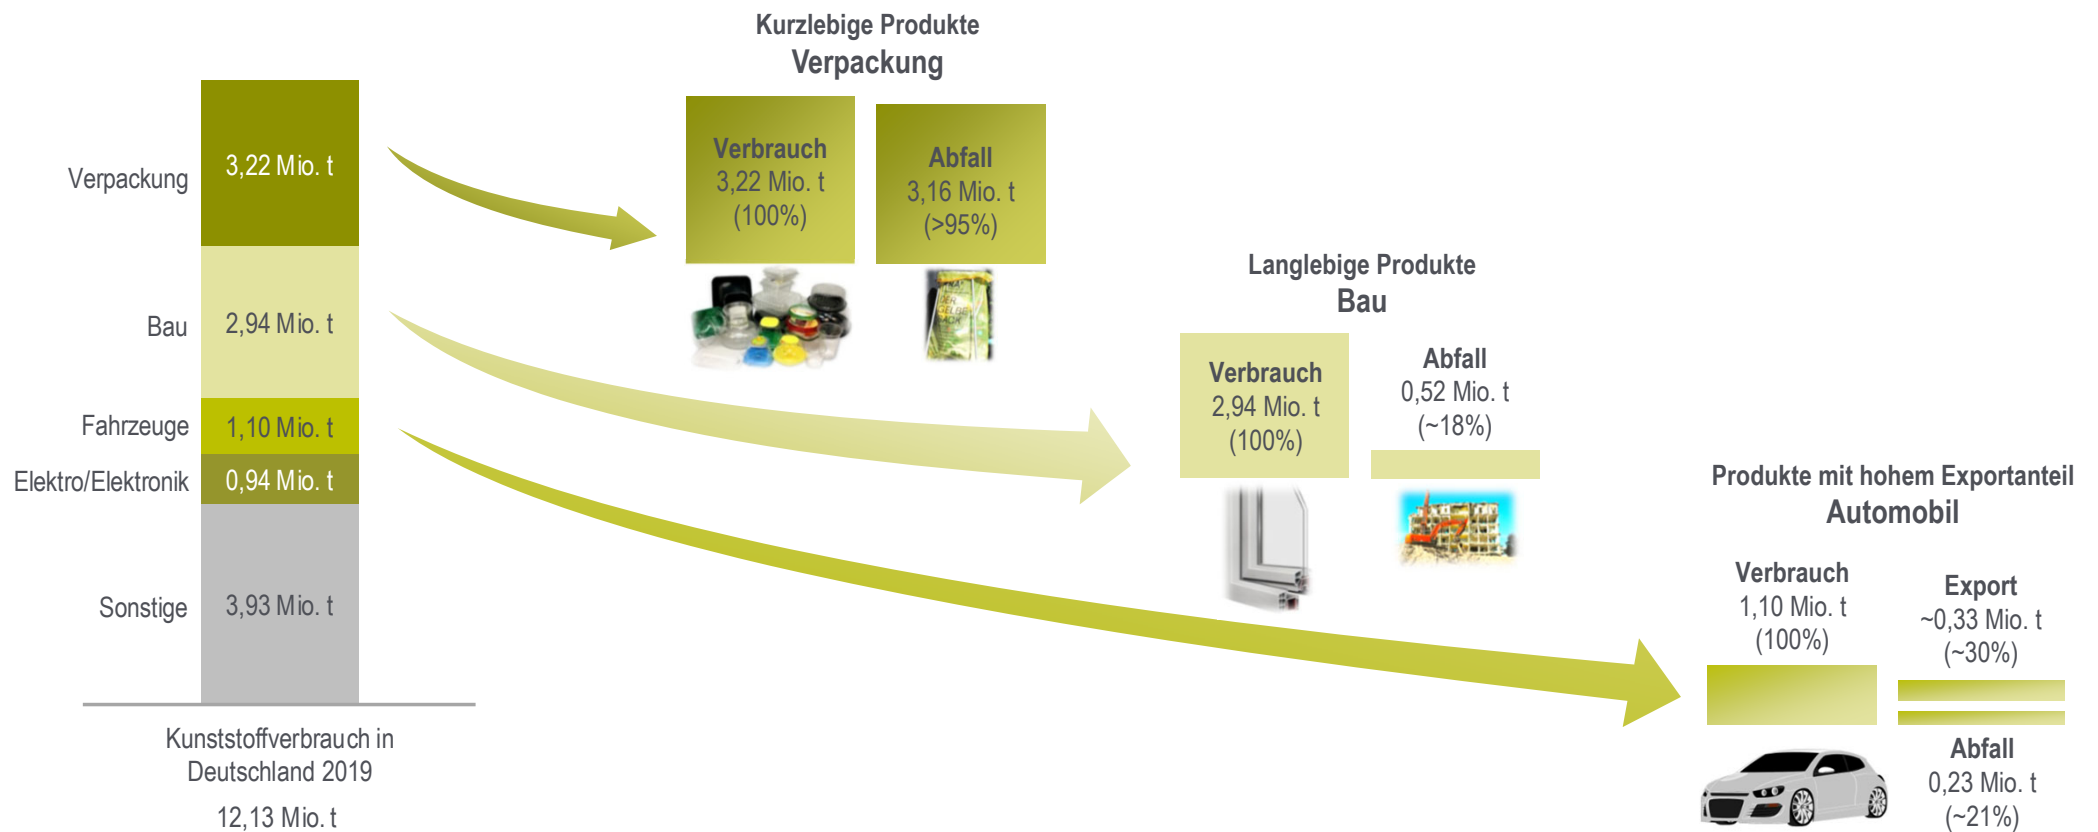 Kurzlebige Produkte
Verpackung
Verpackung
3,22 Mio. t
Verbrauch
3,22 Mio. t
(100%)
Abfall
3,16 Mio. t
(>95%)
Bau
2,94 Mio. t
Langlebige Produkte
Bau
Verbrauch
2,94 Mio. t
(100%)
Abfall
0,52 Mio. t
(~18%)
Fahrzeuge
1,10 Mio. t
Elektro/Elektronik
0,94 Mio. t
Sonstige
3,93 Mio. t
Produkte mit hohem Exportanteil
Automobil
Verbrauch
1,10 Mio. t
(100%)
Export
~0,33 Mio. t
(~30%)
Abfall
0,23 Mio. t
(~21%)
Kunststoffverbrauch in
Deutschland 2019
12,13 Mio. t